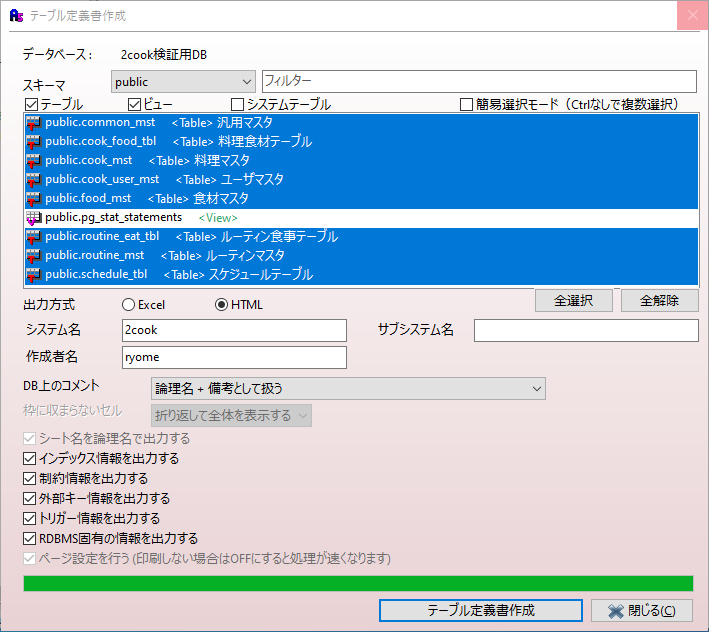 テーブル定義書作成
データベース： 2cook検証用DB
スキーマ public フィルター
テーブル ビュー システムテーブル 簡易選択モード（Ctrlなしで複数選択）
public.common_mst <Table> 汎用マスタ
public.cook_food_tbl <Table> 料理食材テーブル
public.cook_mst <Table> 料理マスタ
public.cook_user_mst <Table> ユーザマスタ
public.food_mst <Table> 食材マスタ
public.pg_stat_statements <View>
public.routine_eat_tbl <Table> ルーティン食事テーブル
public.routine_mst <Table> ルーティンマスタ
public.schedule_tbl <Table> スケジュールテーブル
全選択 全解除
出力方式 Excel HTML
システム名 2cook サブシステム名
作成者名 ryome
DB上のコメント 論理名 + 備考として扱う
枠に収まらないセル 折り返して全体を表示する
シート名を論理名で出力する
インデックス情報を出力する
制約情報を出力する
外部キー情報を出力する
トリガー情報を出力する
RDBMS固有の情報を出力する
ページ設定を行う (印刷しない場合はOFFにすると処理が速くなります)
テーブル定義書作成 閉じる(C)